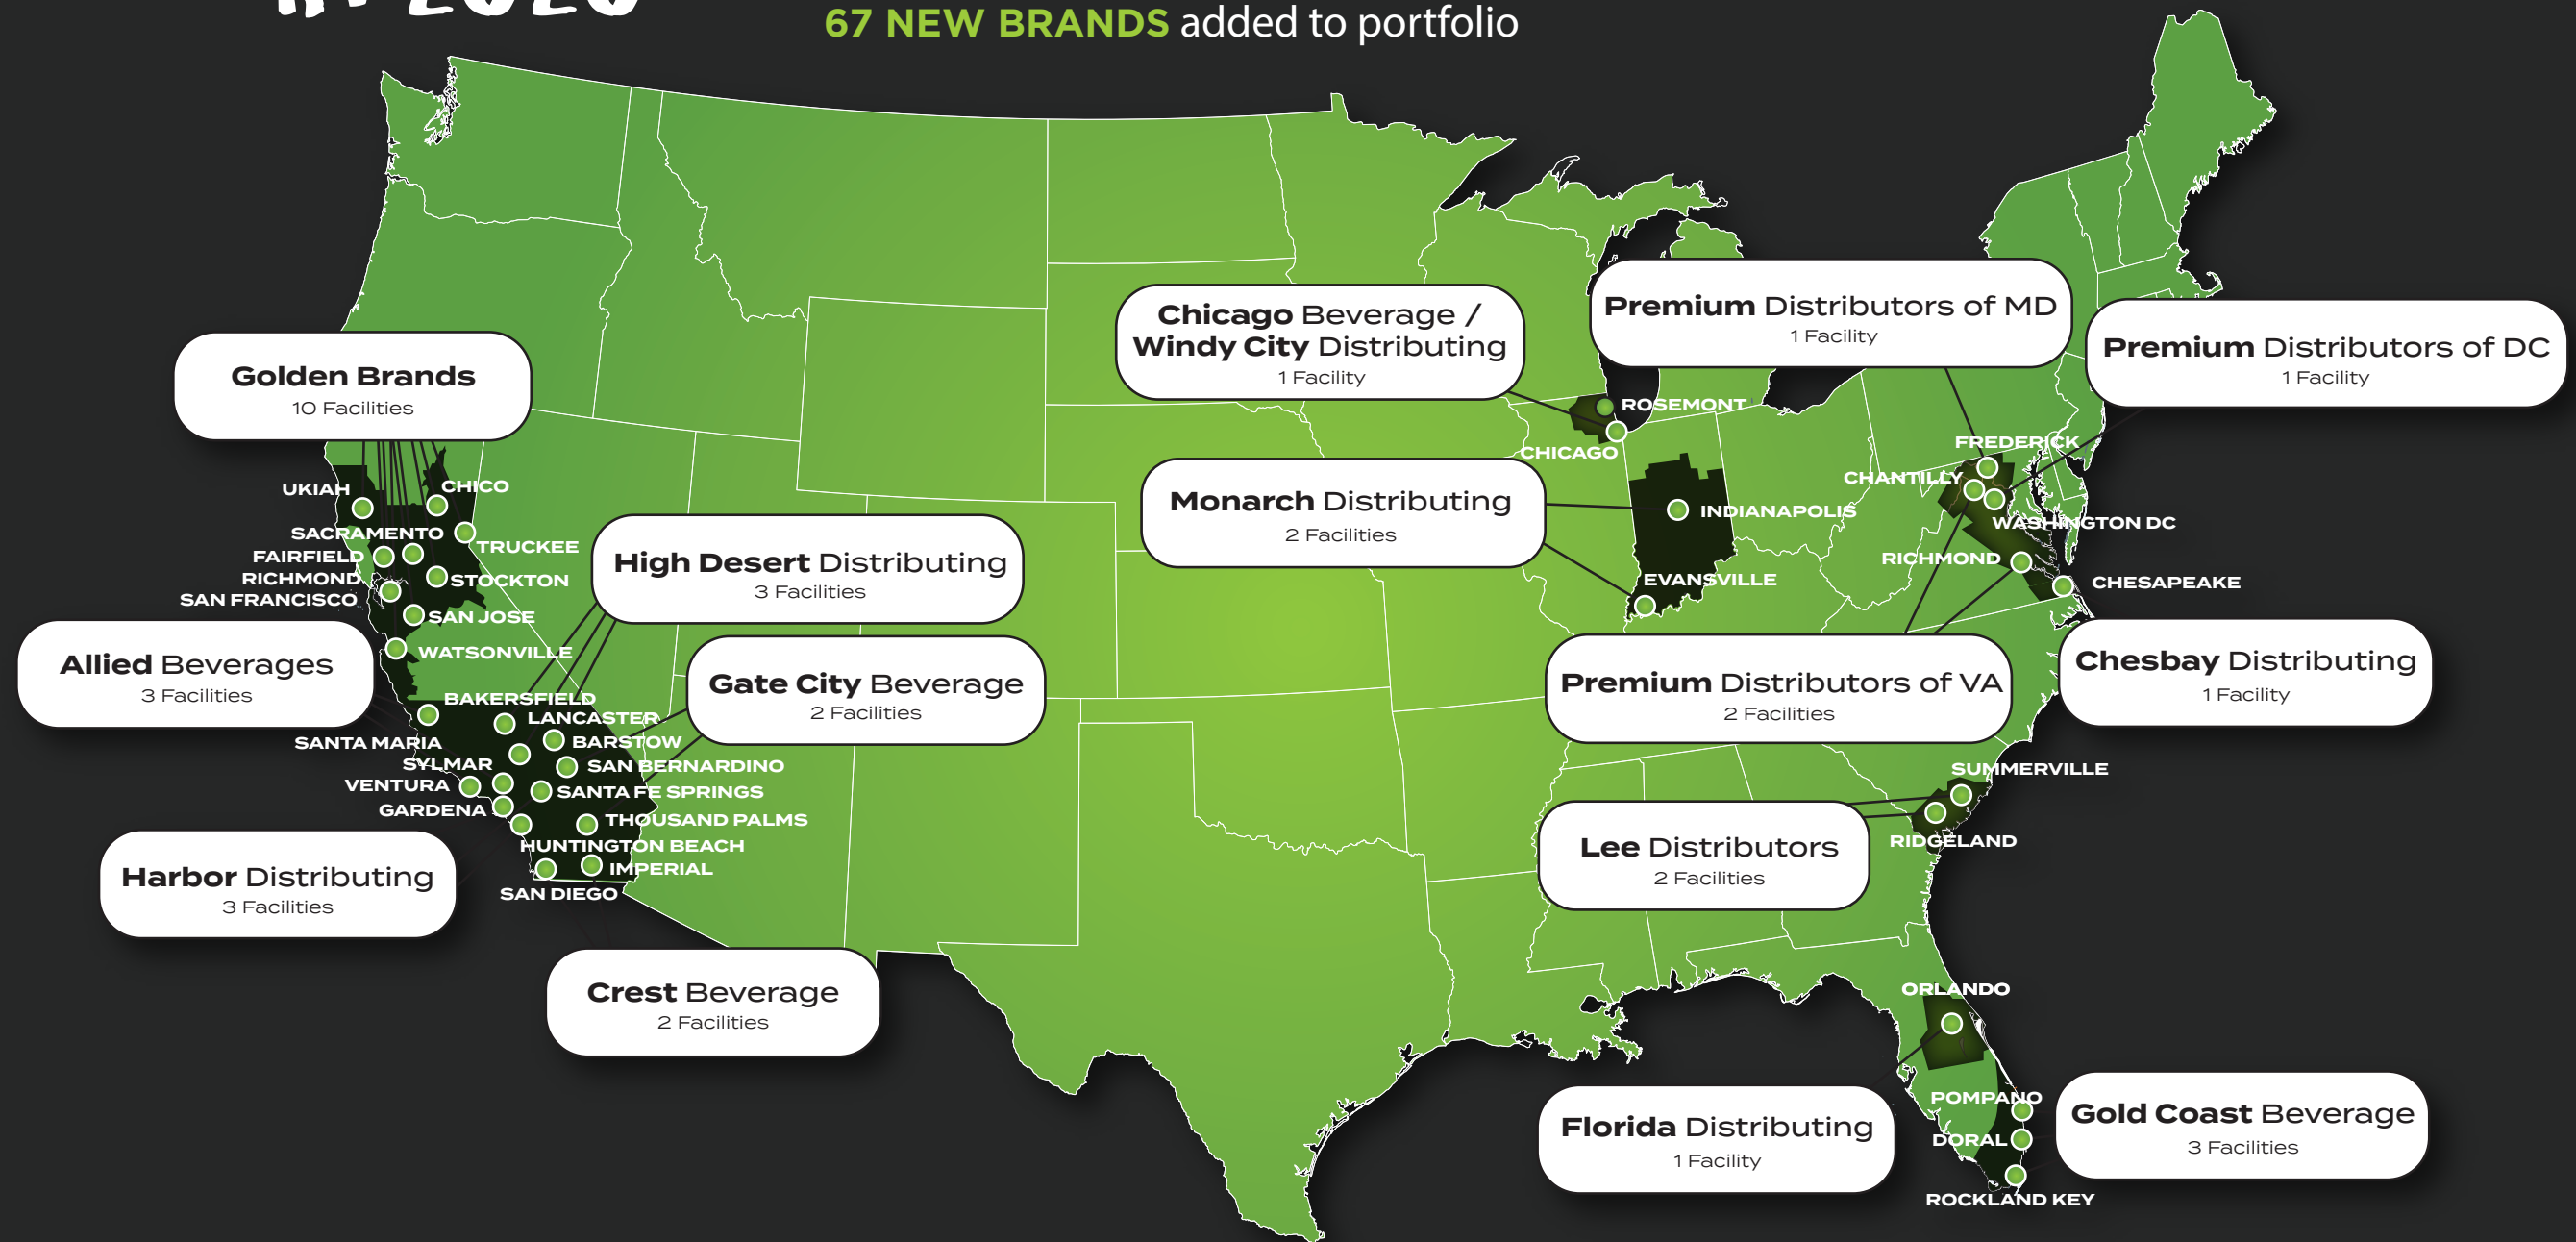 2020
67 NEW BRANDS added to portfolio
Golden Brands
10 Facilities
Chicago Beverage /
Windy City Distributing
1 Facility
Premium Distributors of MD
1 Facility
Premium Distributors of DC
1 Facility
ROSEMONT
CHICAGO
FREDERICK
CHANTILLY
WASHINGTON DC
RICHMOND
CHESAPEAKE
Monarch Distributing
2 Facilities
INDIANAPOLIS
EVANSVILLE
UKIAH
CHICO
SACRAMENTO
TRUCKEE
FAIRFIELD
RICHMOND
STOCKTON
SAN FRANCISCO
SAN JOSE
WATSONVILLE
High Desert Distributing
3 Facilities
Allied Beverages
3 Facilities
Gate City Beverage
2 Facilities
Premium Distributors of VA
2 Facilities
Chesbay Distributing
1 Facility
BAKERSFIELD
LANCASTER
SANTA MARIA
BARSTOW
SYLMAR
SAN BERNARDINO
VENTURA
SANTA FE SPRINGS
GARDENA
THOUSAND PALMS
HUNTINGTON BEACH
IMPERIAL
SAN DIEGO
SUMMERVILLE
RIDGELAND
Lee Distributors
2 Facilities
Harbor Distributing
3 Facilities
Crest Beverage
2 Facilities
ORLANDO
POMPANO
DORAL
ROCKLAND KEY
Florida Distributing
1 Facility
Gold Coast Beverage
3 Facilities